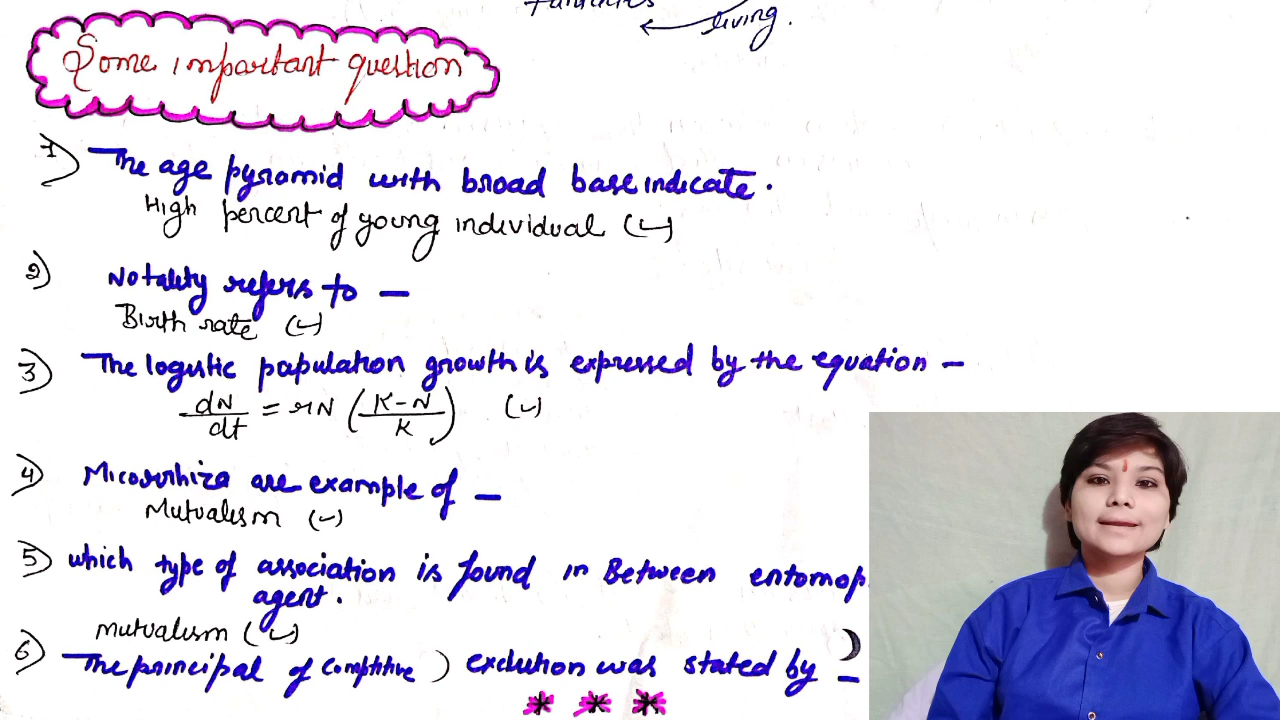 living.
Some important question
1) The age pyramid with broad base indicate.
High percent of young individual (✓)
2) Notality refers to —
Birth rate (✓)
3) The logistic papulation growth is expressed by the equation —
dN/dt = rN (K-N/K) (✓)
4) Micorrhiza are example of —
Mutualism (✓)
5) which type of association is found in Between entomop
agent.
mutualism (✓)
6) The principal of comptitive ) exclution was stated by —